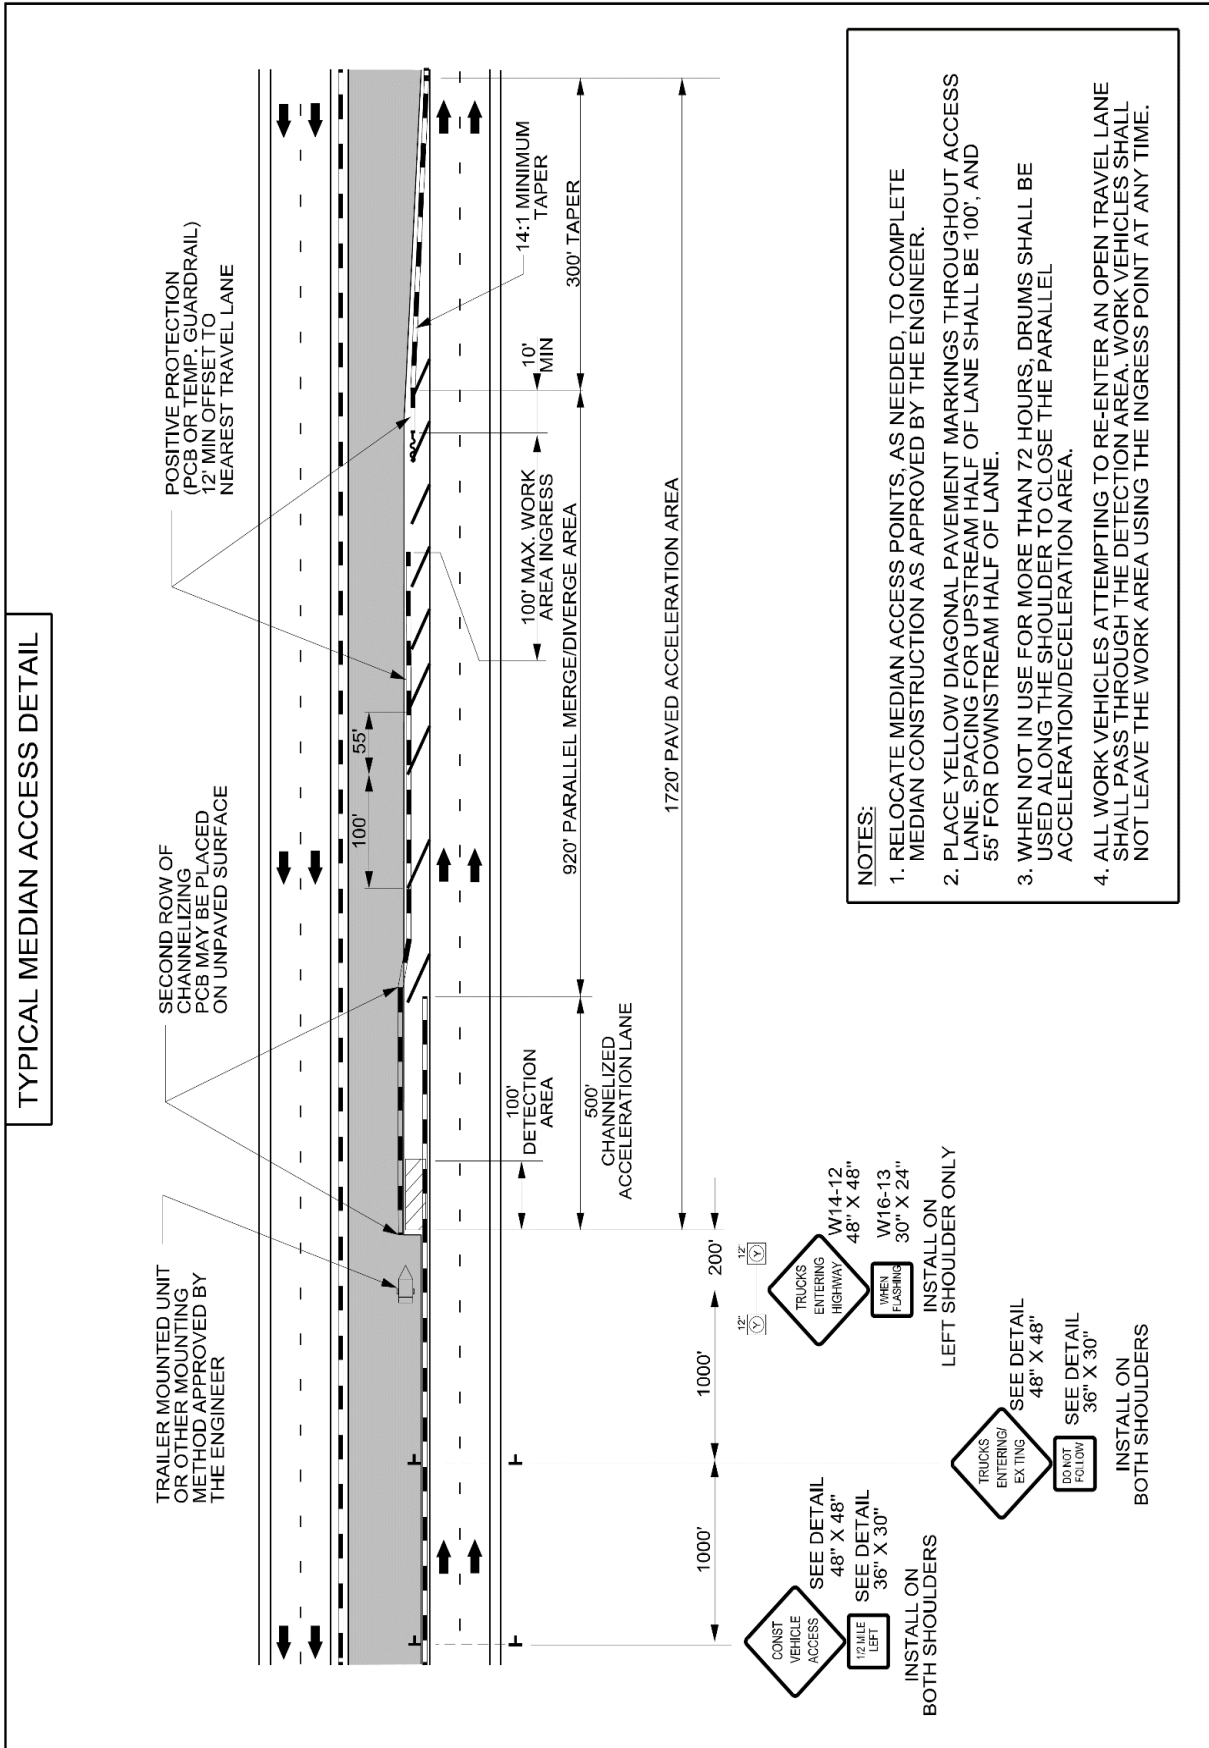 TYPICAL MEDIAN ACCESS DETAIL
TRAILER MOUNTED UNIT
OR OTHER MOUNTING
METHOD APPROVED BY
THE ENGINEER
SECOND ROW OF
CHANNELIZING
PCB MAY BE PLACED
ON UNPAVED SURFACE
POSITIVE PROTECTION
(PCB OR TEMP. GUARDRAIL)
12' MIN OFFSET TO
NEAREST TRAVEL LANE
100'
55'
14:1 MINIMUM
TAPER
100'
DETECTION
AREA
100' MAX. WORK
AREA INGRESS
10'
MIN
500'
CHANNELIZED
ACCELERATION LANE
920' PARALLEL MERGE/DIVERGE AREA
300' TAPER
1720' PAVED ACCELERATION AREA
1000'
1000'
200'
CONST
VEHICLE
ACCESS
SEE DETAIL
48" X 48"
1/2 MILE
LEFT
SEE DETAIL
36" X 30"
INSTALL ON
BOTH SHOULDERS
TRUCKS
ENTERING/
EX TING
SEE DETAIL
48" X 48"
DO NOT
FOLLOW
SEE DETAIL
36" X 30"
INSTALL ON
BOTH SHOULDERS
12"
Y
12"
Y
TRUCKS
ENTERING
HIGHWAY
W14-12
48" X 48"
WHEN
FLASHING
W16-13
30" X 24"
INSTALL ON
LEFT SHOULDER ONLY
NOTES:
1. RELOCATE MEDIAN ACCESS POINTS, AS NEEDED, TO COMPLETE
MEDIAN CONSTRUCTION AS APPROVED BY THE ENGINEER.
2. PLACE YELLOW DIAGONAL PAVEMENT MARKINGS THROUGHOUT ACCESS
LANE. SPACING FOR UPSTREAM HALF OF LANE SHALL BE 100', AND
55' FOR DOWNSTREAM HALF OF LANE.
3. WHEN NOT IN USE FOR MORE THAN 72 HOURS, DRUMS SHALL BE
USED ALONG THE SHOULDER TO CLOSE THE PARALLEL
ACCELERATION/DECELERATION AREA.
4. ALL WORK VEHICLES ATTEMPTING TO RE-ENTER AN OPEN TRAVEL LANE
SHALL PASS THROUGH THE DETECTION AREA. WORK VEHICLES SHALL
NOT LEAVE THE WORK AREA USING THE INGRESS POINT AT ANY TIME.